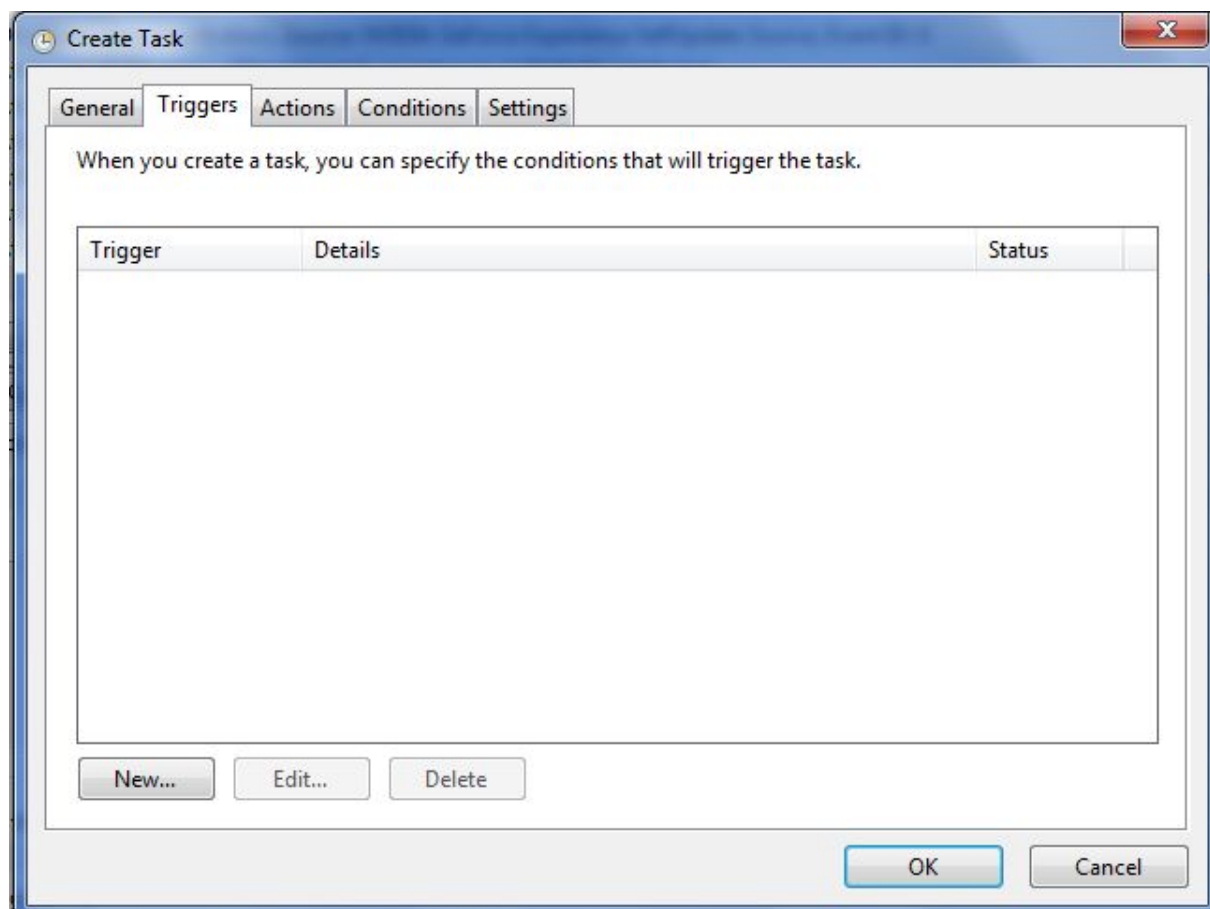 Create Task
General Triggers Actions Conditions Settings
When you create a task, you can specify the conditions that will trigger the task.
Trigger Details Status
New... Edit... Delete
OK Cancel